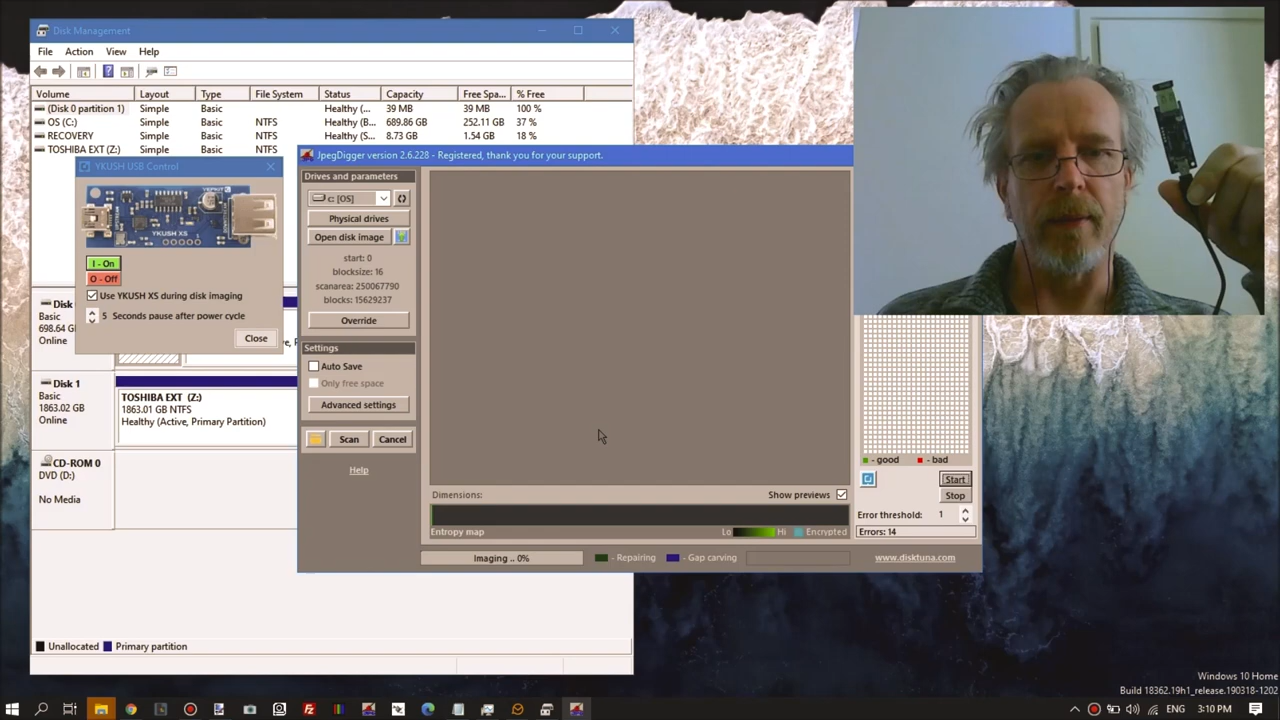 Disk Management
File Action View Help
Volume Layout Type File System Status Capacity Free Spa... % Free
(Disk 0 partition 1) Simple Basic Healthy (... 39 MB 39 MB 100 %
OS (C:) Simple Basic NTFS Healthy (B... 689.86 GB 252.11 GB 37 %
RECOVERY Simple Basic NTFS Healthy (S... 8.73 GB 1.54 GB 18 %
TOSHIBA EXT (Z:)
YKUSH USB Control
YKUSH XS
I - On
O - Off
Use YKUSH XS during disk imaging
5 Seconds pause after power cycle
Close
Disk
Basic
698.64 G
Online
Disk 1
Basic
1863.02 GB
Online
TOSHIBA EXT (Z:)
1863.01 GB NTFS
Healthy (Active, Primary Partition)
CD-ROM 0
DVD (D:)
No Media
Unallocated Primary partition
JpegDigger version 2.6.228 - Registered, thank you for your support.
Drives and parameters
c: [OS]
Physical drives
Open disk image
start: 0
blocksize: 16
scanarea: 250067790
blocks: 15629237
Override
Settings
Auto Save
Only free space
Advanced settings
Scan Cancel
Help
Dimensions: Show previews
Entropy map Lo Hi Encrypted
Imaging .. 0% - Repairing - Gap carving www.disktuna.com
- good - bad
Start
Stop
Error threshold: 1
Errors: 14
Windows 10 Home
Build 18362.19h1_release.190318-1202
ENG 3:10 PM